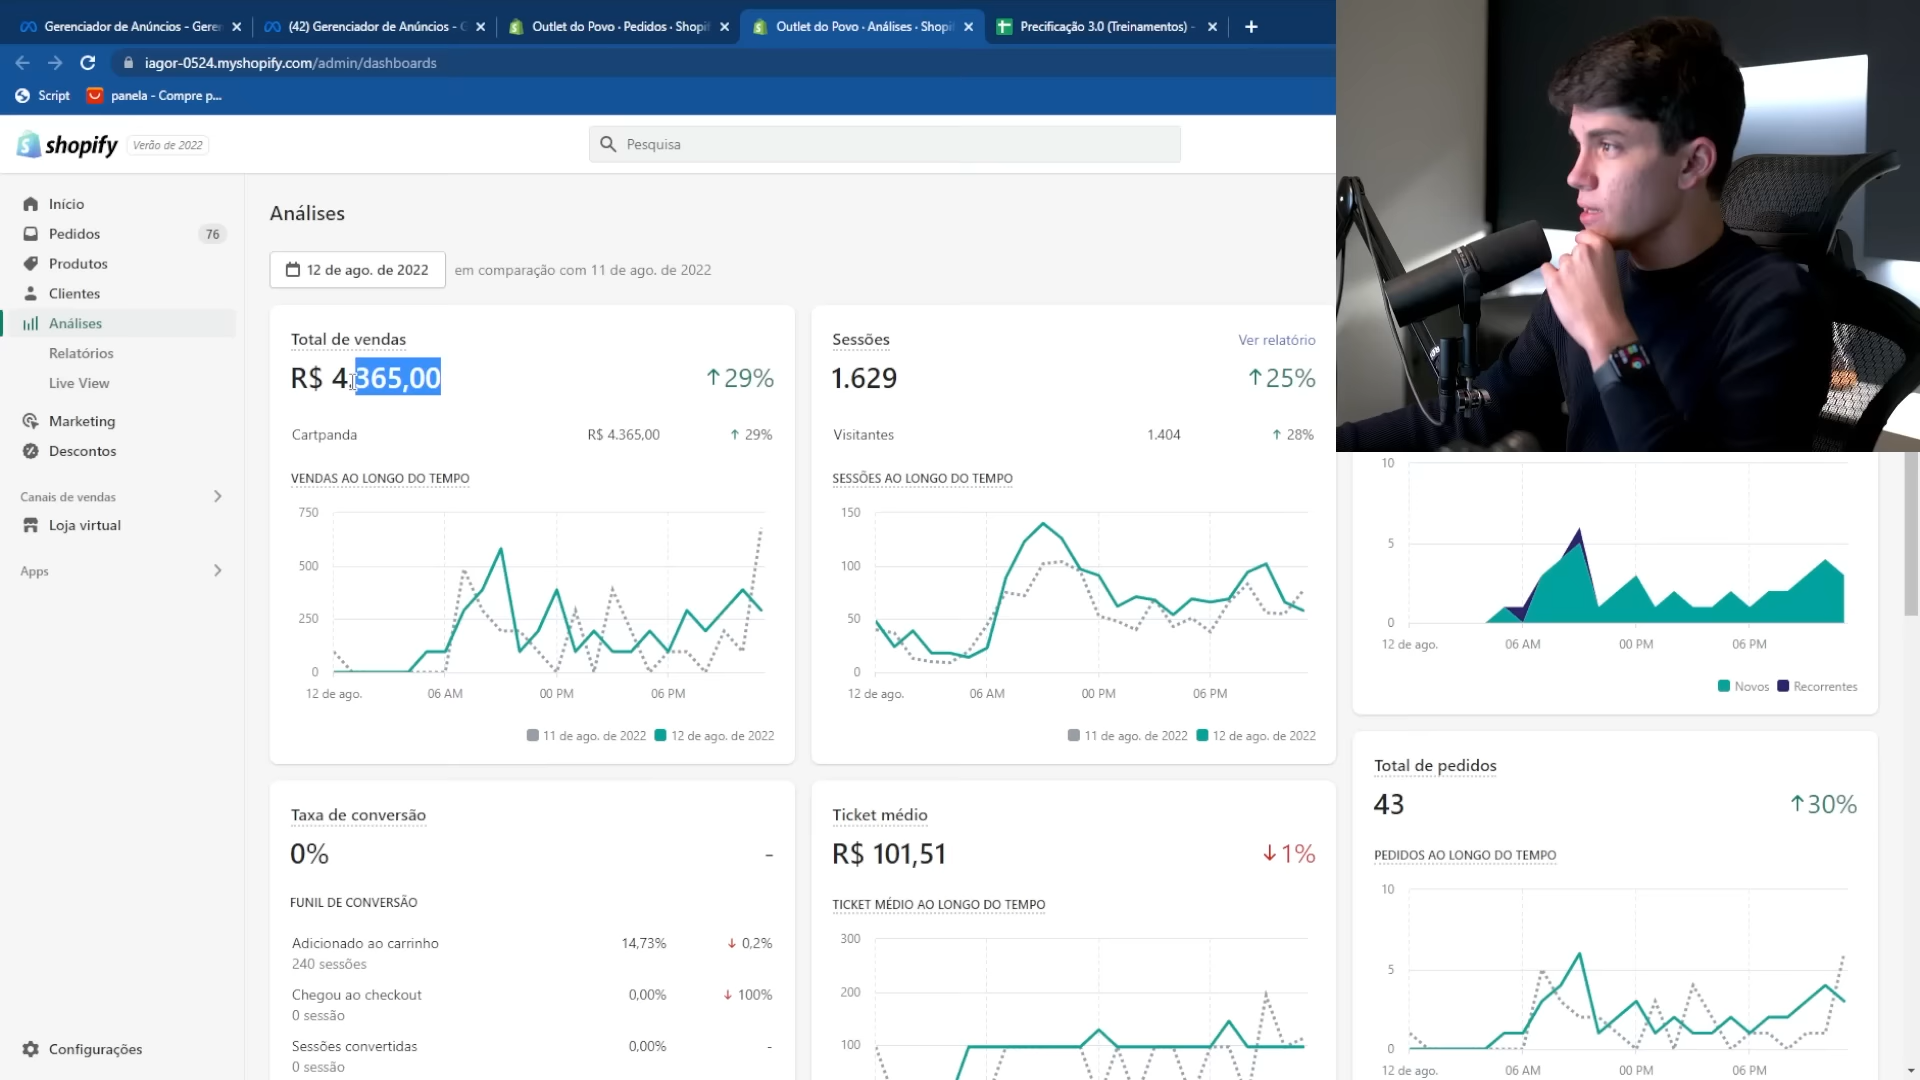 Gerenciador de Anúncios - Gere
(42) Gerenciador de Anúncios - G
Outlet do Povo · Pedidos · Shopi
Outlet do Povo · Análises · Shopi
Precificação 3.0 (Treinamentos) -
iagor-0524.myshopify.com/admin/dashboards
Script
panela - Compre p...
shopify
Verão de 2022
Pesquisa
Início
Pedidos
76
Produtos
Clientes
Análises
Relatórios
Live View
Marketing
Descontos
Canais de vendas
Loja virtual
Apps
Configurações
Análises
12 de ago. de 2022
em comparação com 11 de ago. de 2022
Total de vendas
R$ 4.365,00
29%
Cartpanda
R$ 4.365,00
29%
VENDAS AO LONGO DO TEMPO
750
500
250
0
12 de ago.
06 AM
00 PM
06 PM
11 de ago. de 2022
12 de ago. de 2022
Sessões
Ver relatório
1.629
25%
Visitantes
1.404
28%
SESSÕES AO LONGO DO TEMPO
150
100
50
0
12 de ago.
06 AM
00 PM
06 PM
11 de ago. de 2022
12 de ago. de 2022
10
5
0
12 de ago.
06 AM
00 PM
06 PM
Novos
Recorrentes
Taxa de conversão
0%
-
FUNIL DE CONVERSÃO
Adicionado ao carrinho
14,73%
0,2%
240 sessões
Chegou ao checkout
0,00%
100%
0 sessão
Sessões convertidas
0,00%
-
0 sessão
Ticket médio
R$ 101,51
1%
TICKET MÉDIO AO LONGO DO TEMPO
300
200
100
Total de pedidos
43
30%
PEDIDOS AO LONGO DO TEMPO
10
5
0
12 de ago.
06 AM
00 PM
06 PM